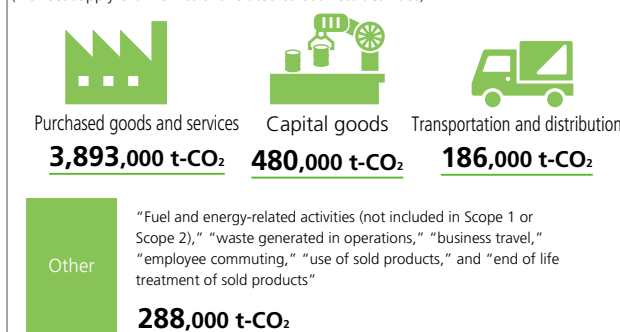 Purchased goods and services
Capital goods
Transportation and distribution
3,893,000 t-CO₂
480,000 t-CO₂
186,000 t-CO₂
Other
“Fuel and energy-related activities (not included in Scope 1 or
Scope 2),” “waste generated in operations,” “business travel,”
“employee commuting,” “use of sold products,” and “end of life
treatment of sold products”
288,000 t-CO₂